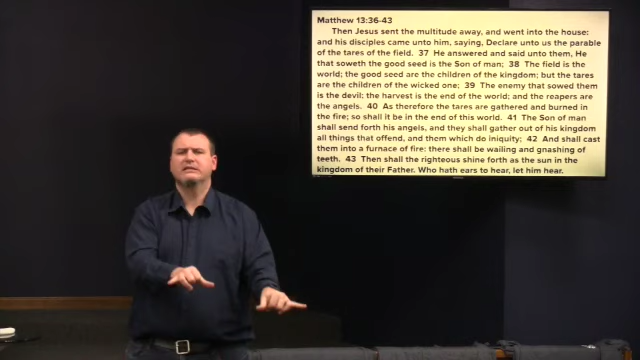 Matthew 13:36-43
Then Jesus sent the multitude away, and went into the house:
and his disciples came unto him, saying, Declare unto us the parable
of the tares of the field. 37 He answered and said unto them, He
that soweth the good seed is the Son of man; 38 The field is the
world; the good seed are the children of the kingdom; but the tares
are the children of the wicked one; 39 The enemy that sowed them
is the devil; the harvest is the end of the world; and the reapers are
the angels. 40 As therefore the tares are gathered and burned in
the fire; so shall it be in the end of this world. 41 The Son of man
shall send forth his angels, and they shall gather out of his kingdom
all things that offend, and them which do iniquity; 42 And shall cast
them into a furnace of fire: there shall be wailing and gnashing of
teeth. 43 Then shall the righteous shine forth as the sun in the
kingdom of their Father. Who hath ears to hear, let him hear.